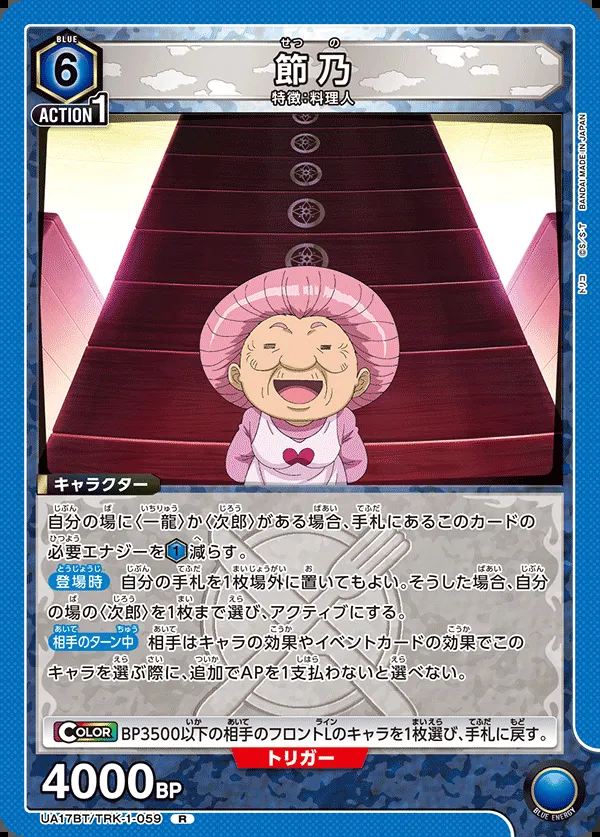 BLUE
6
ACTION1
せつ の
節乃
特徴:料理人
トリコ ©S/S,T BANDAI MADE IN JAPAN
キャラクター
自分の場に〈一龍〉か〈次郎〉がある場合、手札にあるこのカードの
必要エナジーを1減らす。
登場時 自分の手札を1枚場外に置いてもよい。そうした場合、自分
の場の〈次郎〉を1枚まで選び、アクティブにする。
相手のターン中 相手はキャラの効果やイベントカードの効果でこの
キャラを選ぶ際に、追加でAPを1支払わないと選べない。
COLOR BP3500以下の相手のフロントLのキャラを1枚選び、手札に戻す。
トリガー
4000BP
BLUE ENERGY
UA17BT/TRK-1-059 R